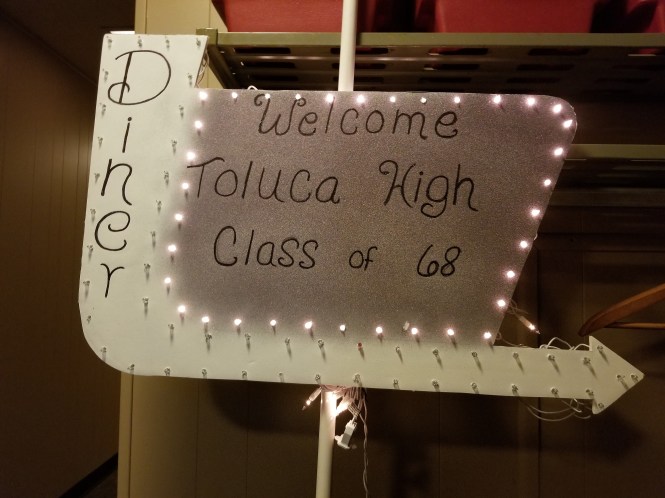 Diner
Welcome
Toluca High
Class of 68